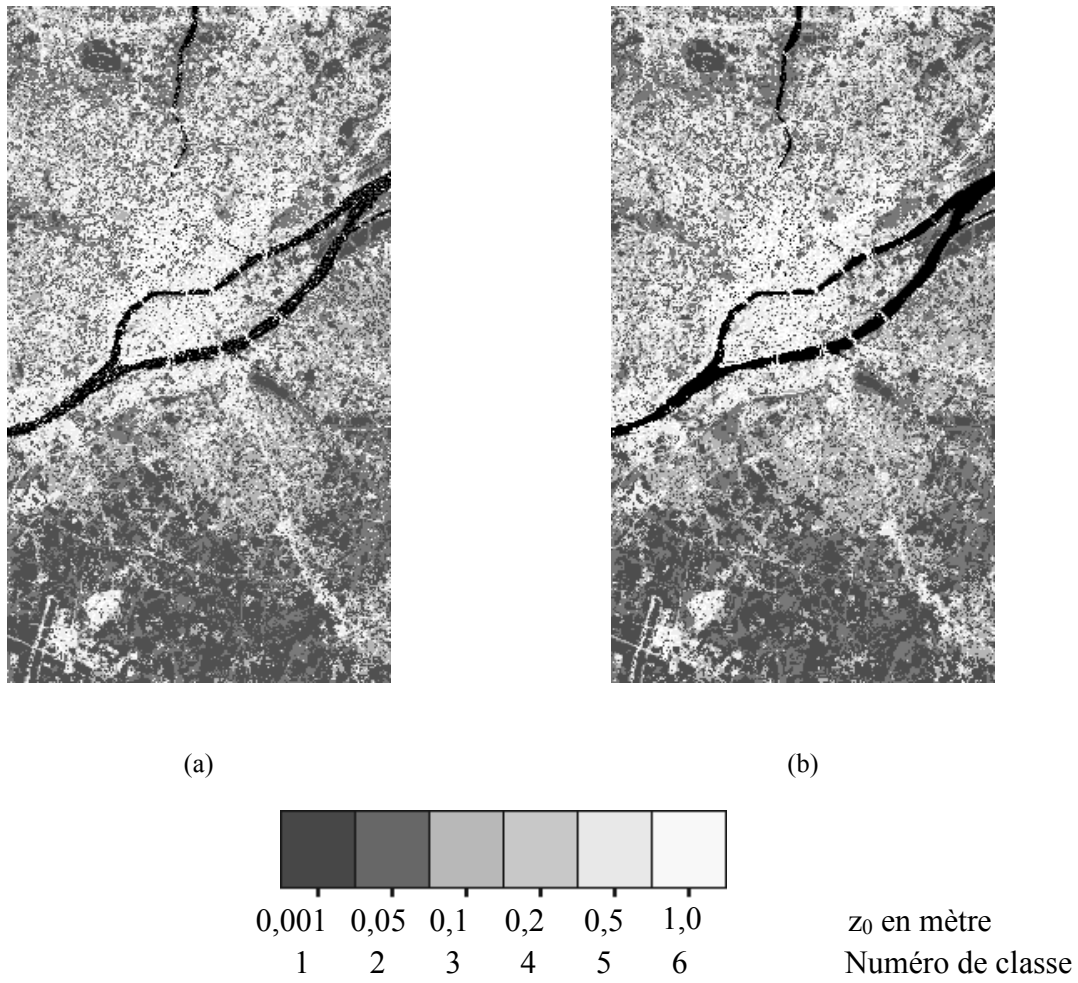 (a) (b)
0,001 0,05 0,1 0,2 0,5 1,0 z₀ en mètre
1 2 3 4 5 6 Numéro de classe